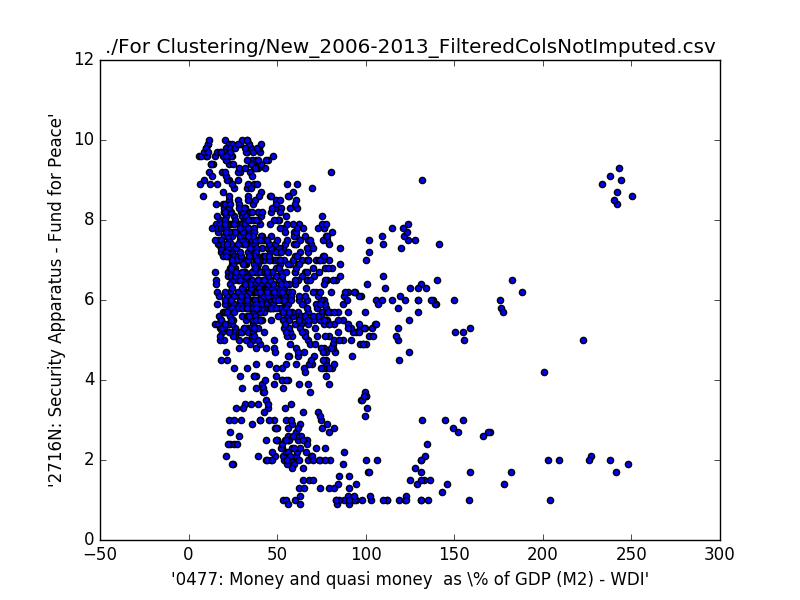 ./For Clustering/New_2006-2013_FilteredColsNotImputed.csv
12
10
8
6
4
2
0
'2716N: Security Apparatus - Fund for Peace'
−50 0 50 100 150 200 250 300
'0477: Money and quasi money  as \% of GDP (M2) - WDI'